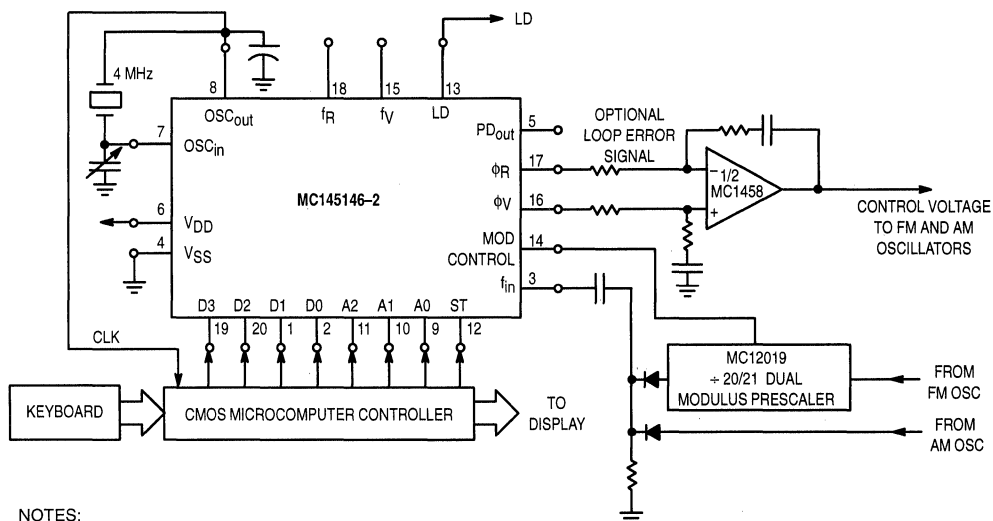 LD
4 MHz
8
18
15
13
OSCout
fR
fV
LD
7
OSCin
PDout
5
OPTIONAL
LOOP ERROR
SIGNAL
ϕR
17
– 1/2
MC1458
+
MC145146–2
ϕV
16
CONTROL VOLTAGE
TO FM AND AM
OSCILLATORS
6
VDD
4
VSS
MOD
CONTROL
14
fin
3
D3 D2 D1 D0 A2 A1 A0 ST
19 20 1 2 11 10 9 12
CLK
MC12019
÷ 20/21 DUAL
MODULUS PRESCALER
FROM
FM OSC
KEYBOARD
CMOS MICROCOMPUTER CONTROLLER
TO
DISPLAY
FROM
AM OSC
NOTES: